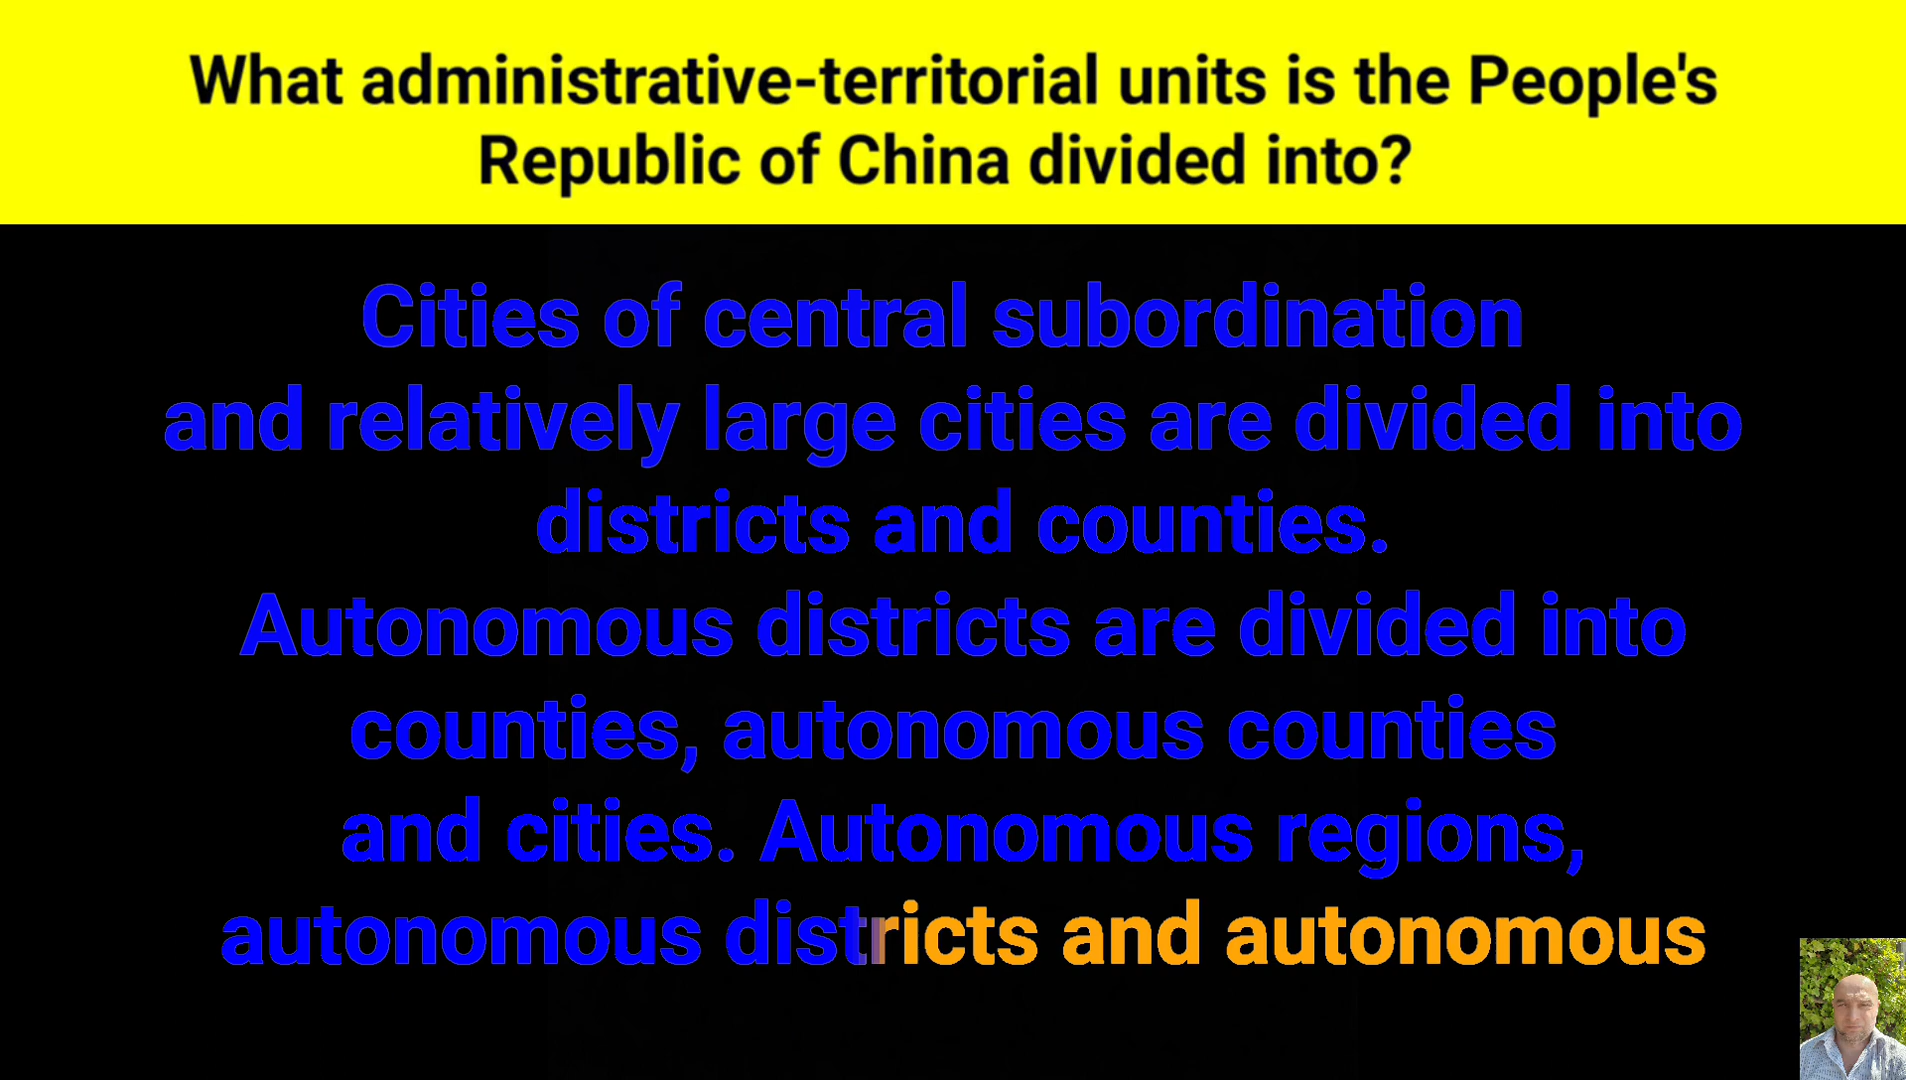 What administrative-territorial units is the People's
Republic of China divided into?
Cities of central subordination
and relatively large cities are divided into
districts and counties.
Autonomous districts are divided into
counties, autonomous counties
and cities. Autonomous regions,
autonomous districts and autonomous